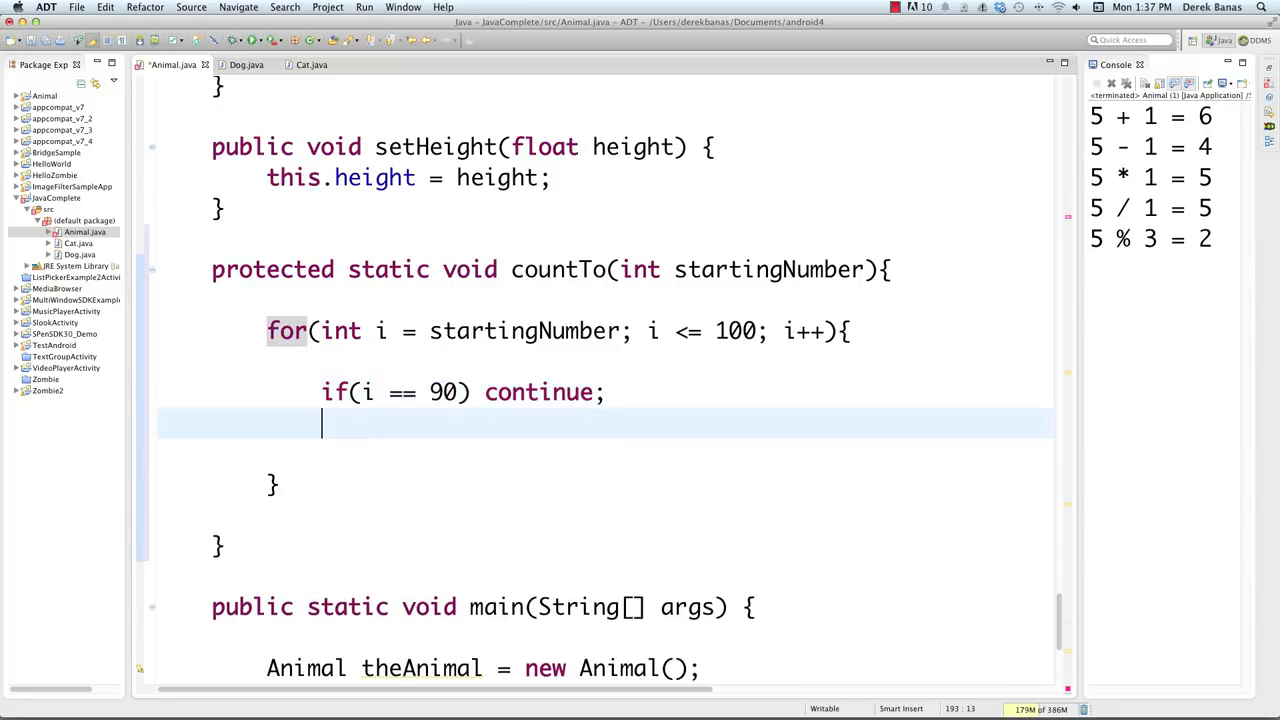 ADT File Edit Refactor Source Navigate Search Project Run Window Help 10 Mon 1:37 PM Derek Banas
Java – JavaComplete/src/Animal.java – ADT – /Users/derekbanas/Documents/android4
Quick Access Java DDMS
Package Exp
*Animal.java Dog.java Cat.java
Console
Animal
appcompat_v7
appcompat_v7_2
appcompat_v7_3
appcompat_v7_4
BridgeSample
HelloWorld
HelloZombie
ImageFilterSampleApp
JavaComplete
src
(default package)
Animal.java
Cat.java
Dog.java
JRE System Library [Ja
ListPickerExample2Activi
MediaBrowser
MultiWindowSDKExample
MusicPlayerActivity
SlookActivity
SPenSDK30_Demo
TestAndroid
TextGroupActivity
VideoPlayerActivity
Zombie
Zombie2
}
public void setHeight(float height) {
this.height = height;
}
protected static void countTo(int startingNumber){
for(int i = startingNumber; i <= 100; i++){
if(i == 90) continue;
}
}
public static void main(String[] args) {
Animal theAnimal = new Animal();
<terminated> Animal (1) [Java Application] /S
5 + 1 = 6
5 - 1 = 4
5 * 1 = 5
5 / 1 = 5
5 % 3 = 2
Writable Smart Insert 193 : 13 179M of 386M